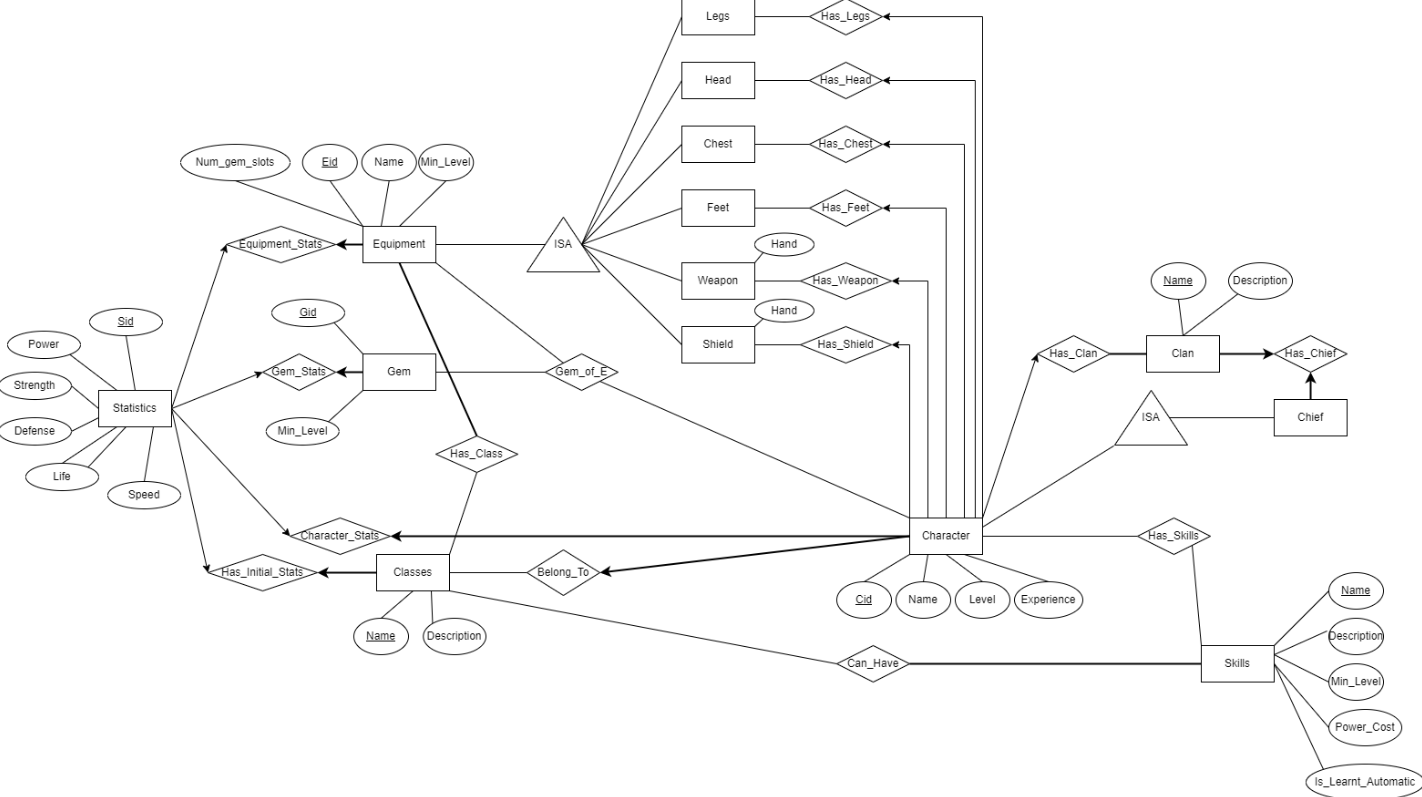 Legs
Has_Legs
Head
Has_Head
Chest
Has_Chest
Num_gem_slots
Eid
Name
Min_Level
Feet
Has_Feet
Equipment_Stats
Equipment
ISA
Hand
Weapon
Has_Weapon
Name
Description
Gid
Hand
Sid
Power
Shield
Has_Shield
Has_Clan
Clan
Has_Chief
Gem_Stats
Gem
Gem_of_E
Strength
Statistics
ISA
Chief
Defense
Min_Level
Has_Class
Life
Speed
Character_Stats
Character
Has_Skills
Has_Initial_Stats
Classes
Belong_To
Cid
Name
Level
Experience
Name
Name
Description
Description
Can_Have
Skills
Min_Level
Power_Cost
Is_Learnt_Automatic